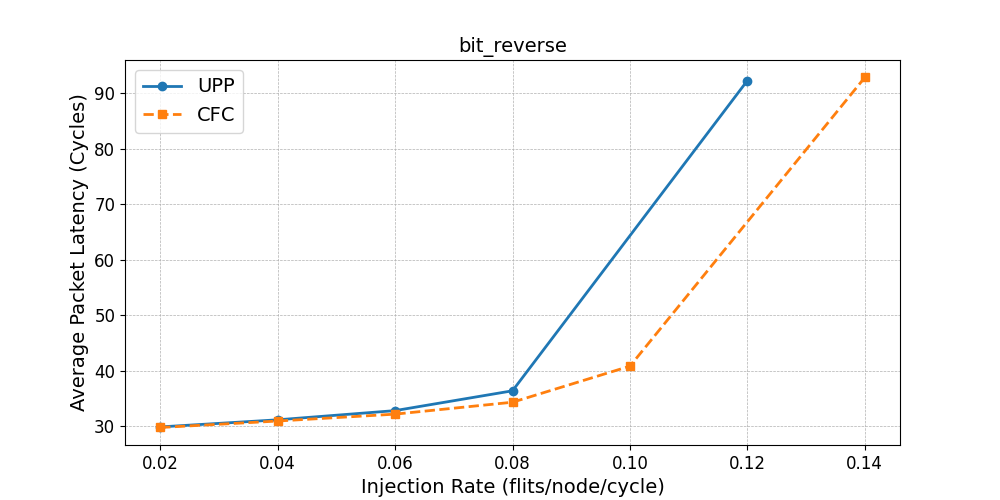 bit_reverse
UPP
CFC
Average Packet Latency (Cycles)
90
80
70
60
50
40
30
0.02 0.04 0.06 0.08 0.10 0.12 0.14
Injection Rate (flits/node/cycle)